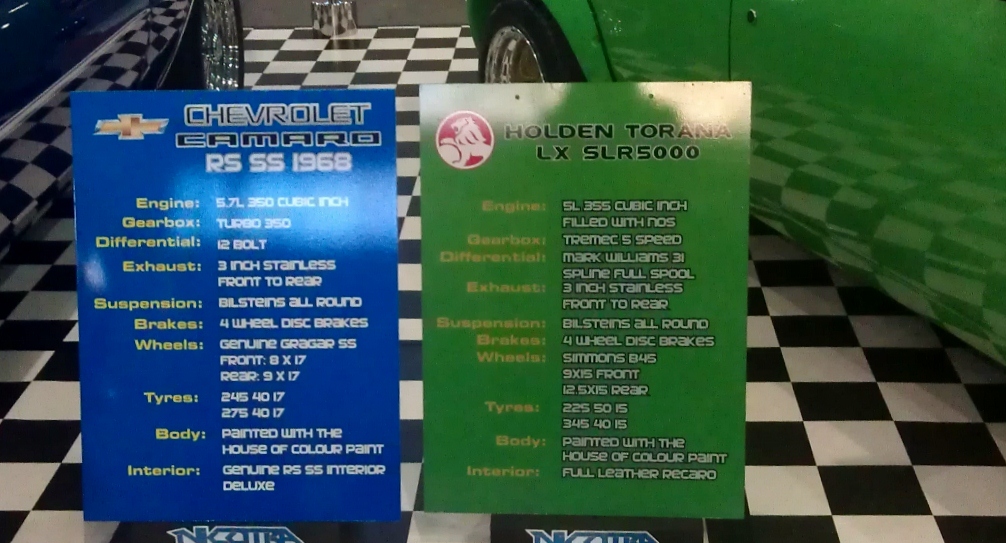 CHEVROLET
CAMARO
RS SS 1968
Engine: 5.7L 350 CUBIC INCH
Gearbox: TURBO 350
Differential: 12 BOLT
Exhaust: 3 INCH STAINLESS
FRONT TO REAR
Suspension: BILSTEINS ALL ROUND
Brakes: 4 WHEEL DISC BRAKES
Wheels: GENUINE GRAGAR SS
FRONT: 8 X 17
REAR: 9 X 17
Tyres: 245 40 17
275 40 17
Body: PAINTED WITH THE
HOUSE OF COLOUR PAINT
Interior: GENUINE RS SS INTERIOR
DELUXE
NICOTRA
HOLDEN TORANA
LX SLR5000
Engine: 5L 355 CUBIC INCH
FILLED WITH NOS
Gearbox: TREMEC 5 SPEED
Differential: MARK WILLIAMS 31
SPLINE FULL SPOOL
Exhaust: 3 INCH STAINLESS
FRONT TO REAR
Suspension: BILSTEINS ALL ROUND
Brakes: 4 WHEEL DISC BRAKES
Wheels: SIMMONS B45
9X15 FRONT
12.5X15 REAR
Tyres: 225 50 15
345 40 15
Body: PAINTED WITH THE
HOUSE OF COLOUR PAINT
Interior: FULL LEATHER RECARO
NICOTRA